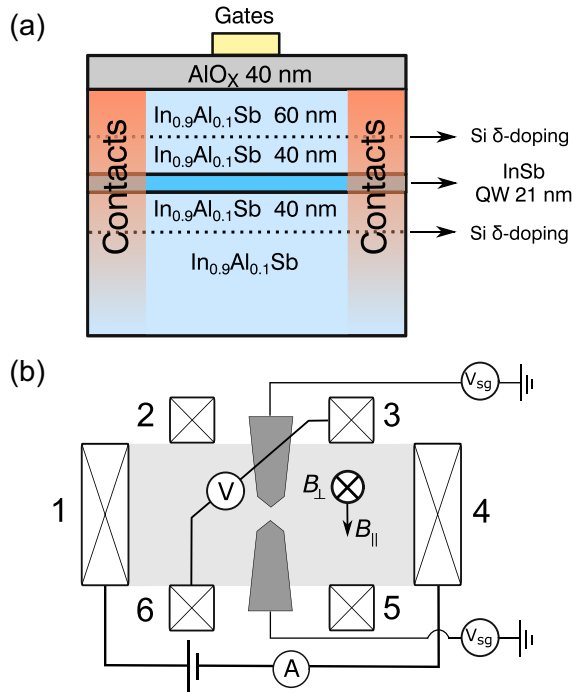 (a)
Gates
AlOX 40 nm
In0.9Al0.1Sb 60 nm
Si δ-doping
In0.9Al0.1Sb 40 nm
InSb
QW 21 nm
In0.9Al0.1Sb 40 nm
Si δ-doping
In0.9Al0.1Sb
Contacts
Contacts
(b)
Vsg
2
3
V
B⊥
1
4
B||
6
5
Vsg
A